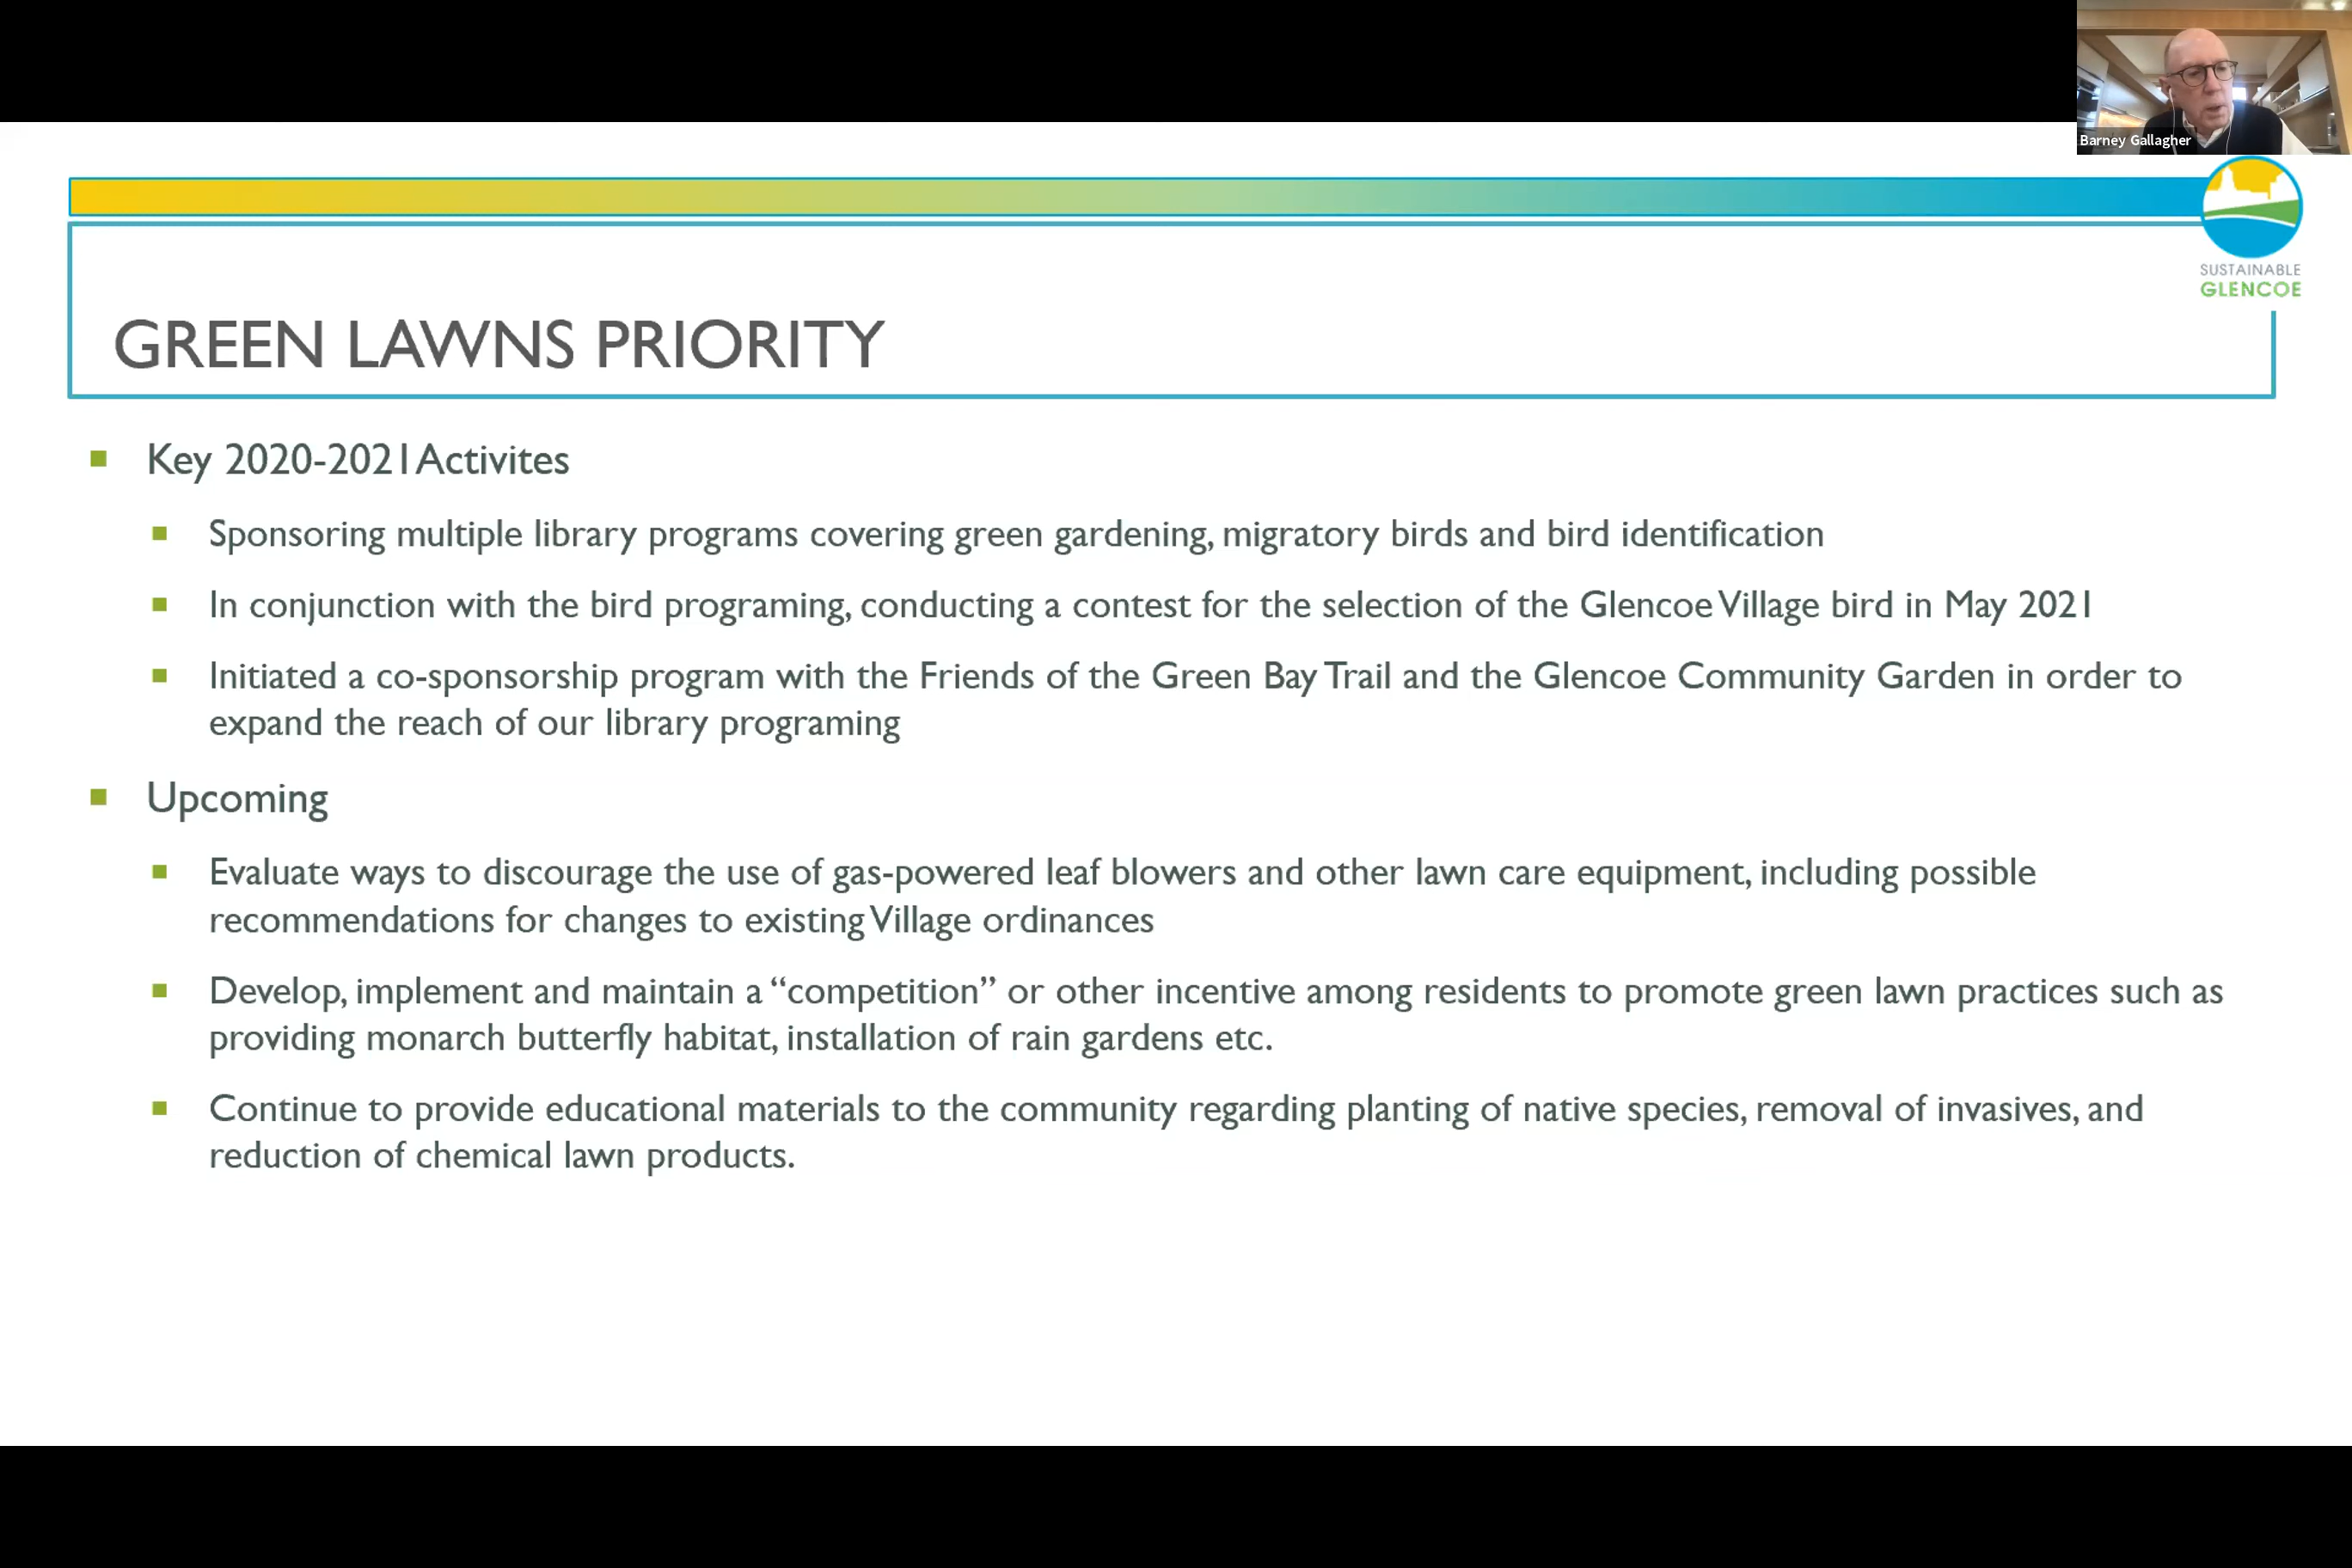 Barney Gallagher
SUSTAINABLE
GLENCOE
GREEN LAWNS PRIORITY
Key 2020-2021 Activites
Sponsoring multiple library programs covering green gardening, migratory birds and bird identification
In conjunction with the bird programing, conducting a contest for the selection of the Glencoe Village bird in May 2021
Initiated a co-sponsorship program with the Friends of the Green Bay Trail and the Glencoe Community Garden in order to
expand the reach of our library programing
Upcoming
Evaluate ways to discourage the use of gas-powered leaf blowers and other lawn care equipment, including possible
recommendations for changes to existing Village ordinances
Develop, implement and maintain a “competition” or other incentive among residents to promote green lawn practices such as
providing monarch butterfly habitat, installation of rain gardens etc.
Continue to provide educational materials to the community regarding planting of native species, removal of invasives, and
reduction of chemical lawn products.